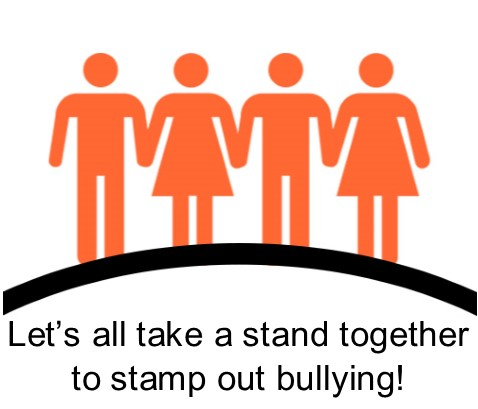 Let’s all take a stand together
to stamp out bullying!